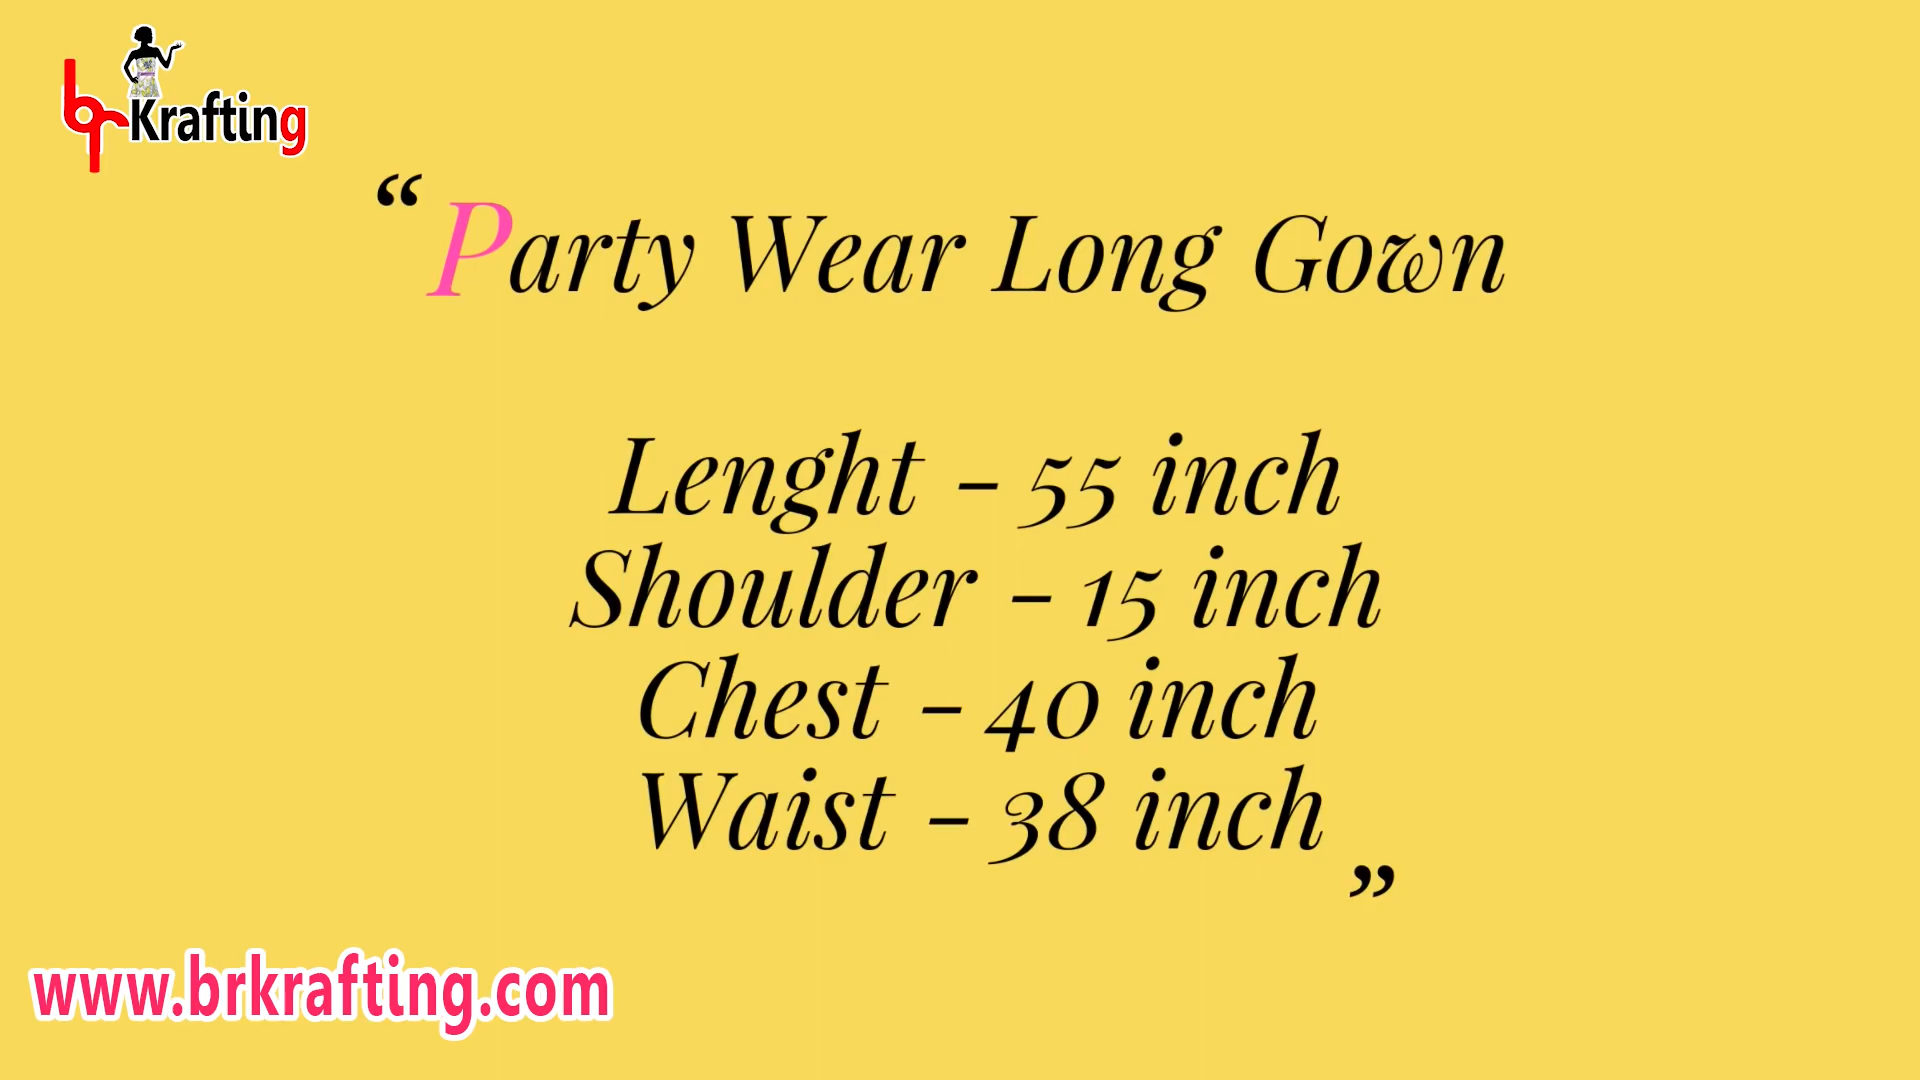 br Krafting
“Party Wear Long Gown
Lenght - 55 inch
Shoulder - 15 inch
Chest - 40 inch
Waist - 38 inch”
www.brkrafting.com